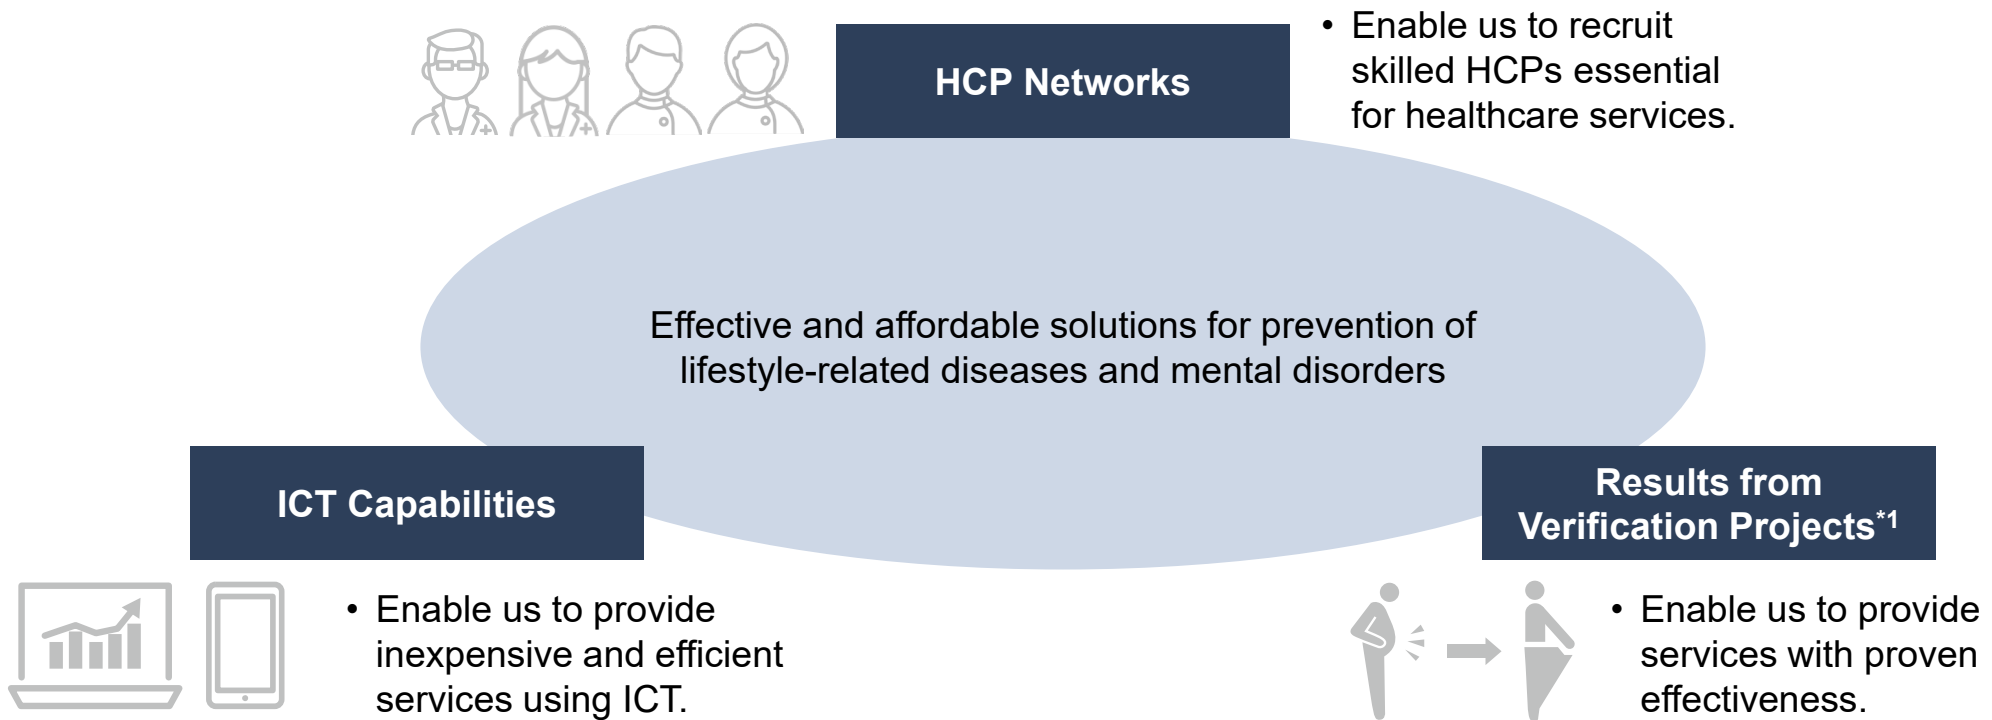 HCP Networks
• Enable us to recruit
skilled HCPs essential
for healthcare services.
Effective and affordable solutions for prevention of
lifestyle-related diseases and mental disorders
ICT Capabilities
• Enable us to provide
inexpensive and efficient
services using ICT.
Results from
Verification Projects*1
• Enable us to provide
services with proven
effectiveness.